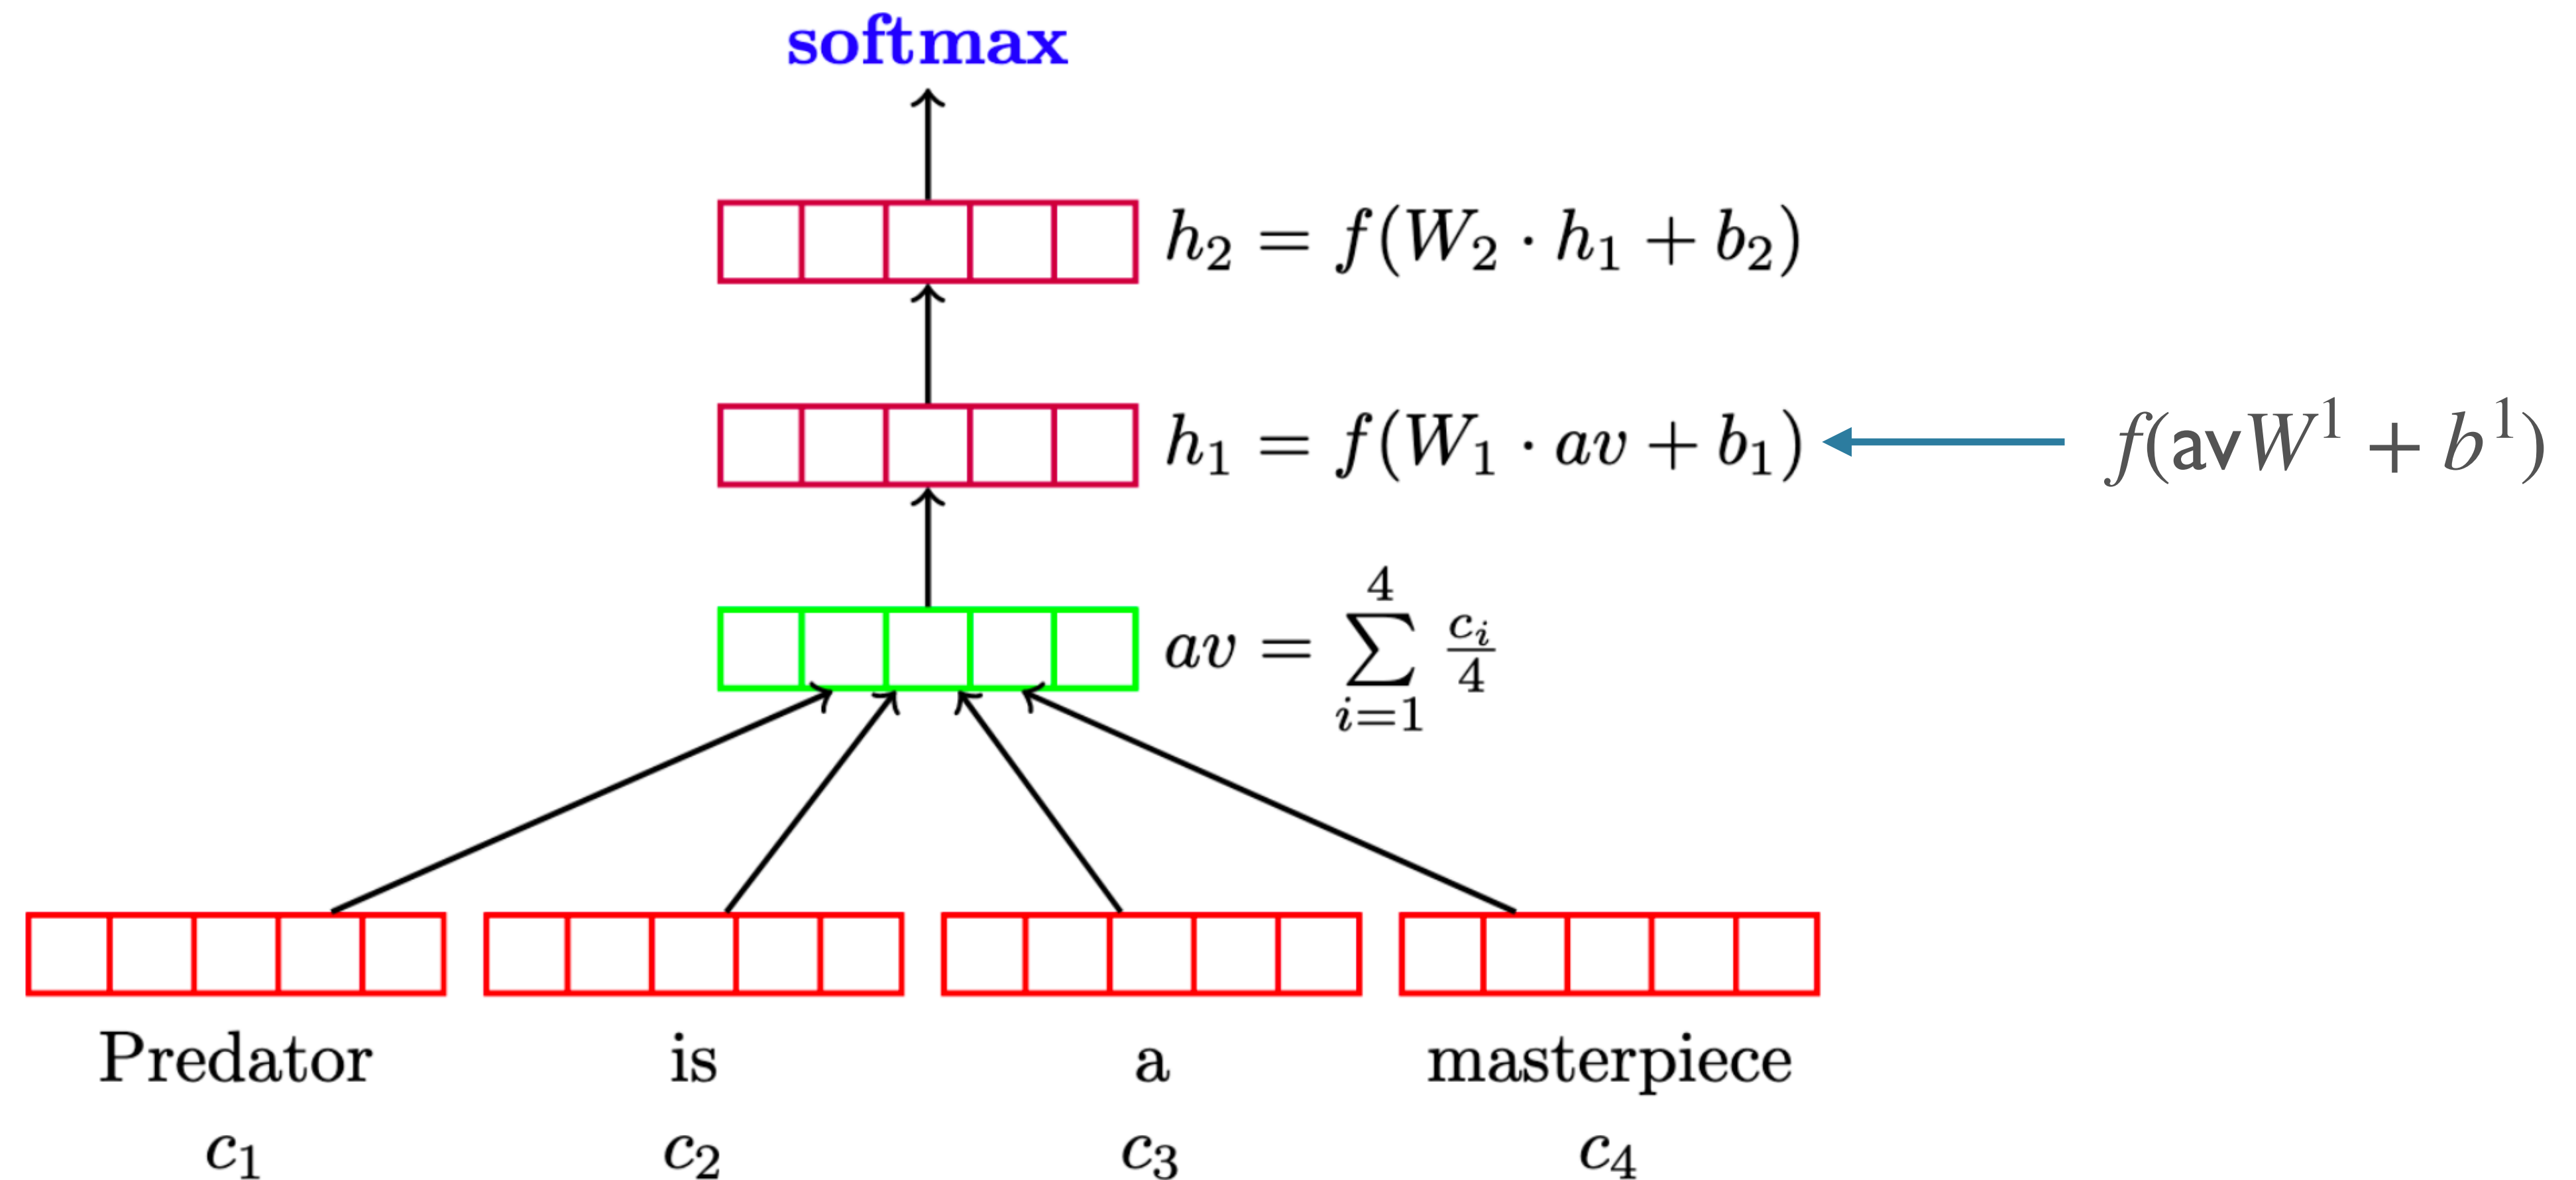 softmax
h₂ = f(W₂ · h₁ + b₂)
h₁ = f(W₁ · av + b₁)
f(avW¹ + b¹)
av = ∑_{i=1}^{4} c_i/4
Predator is a masterpiece
c₁ c₂ c₃ c₄